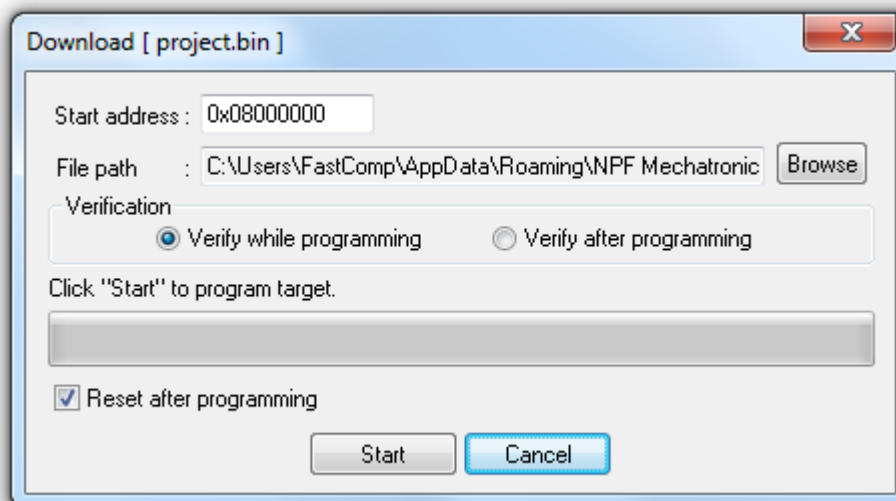 Download [ project.bin ]
Start address : 0x08000000
File path : C:\Users\FastComp\AppData\Roaming\NPF Mechatronic Browse
Verification
Verify while programming Verify after programming
Click "Start" to program target.
Reset after programming
Start Cancel